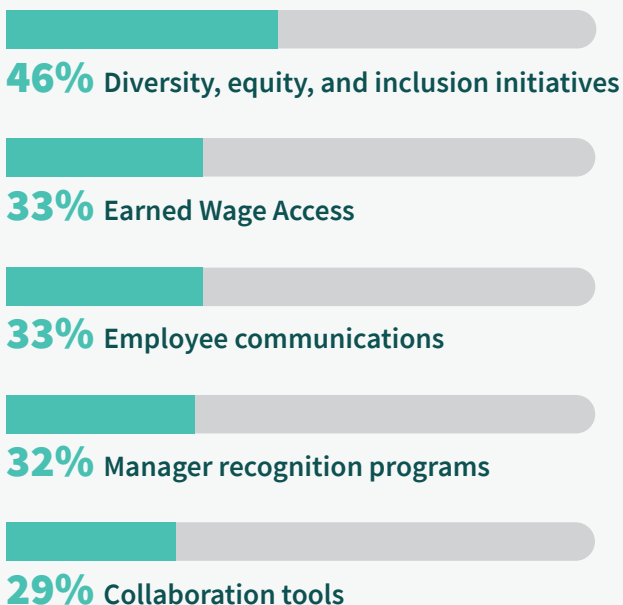 46% Diversity, equity, and inclusion initiatives
33% Earned Wage Access
33% Employee communications
32% Manager recognition programs
29% Collaboration tools